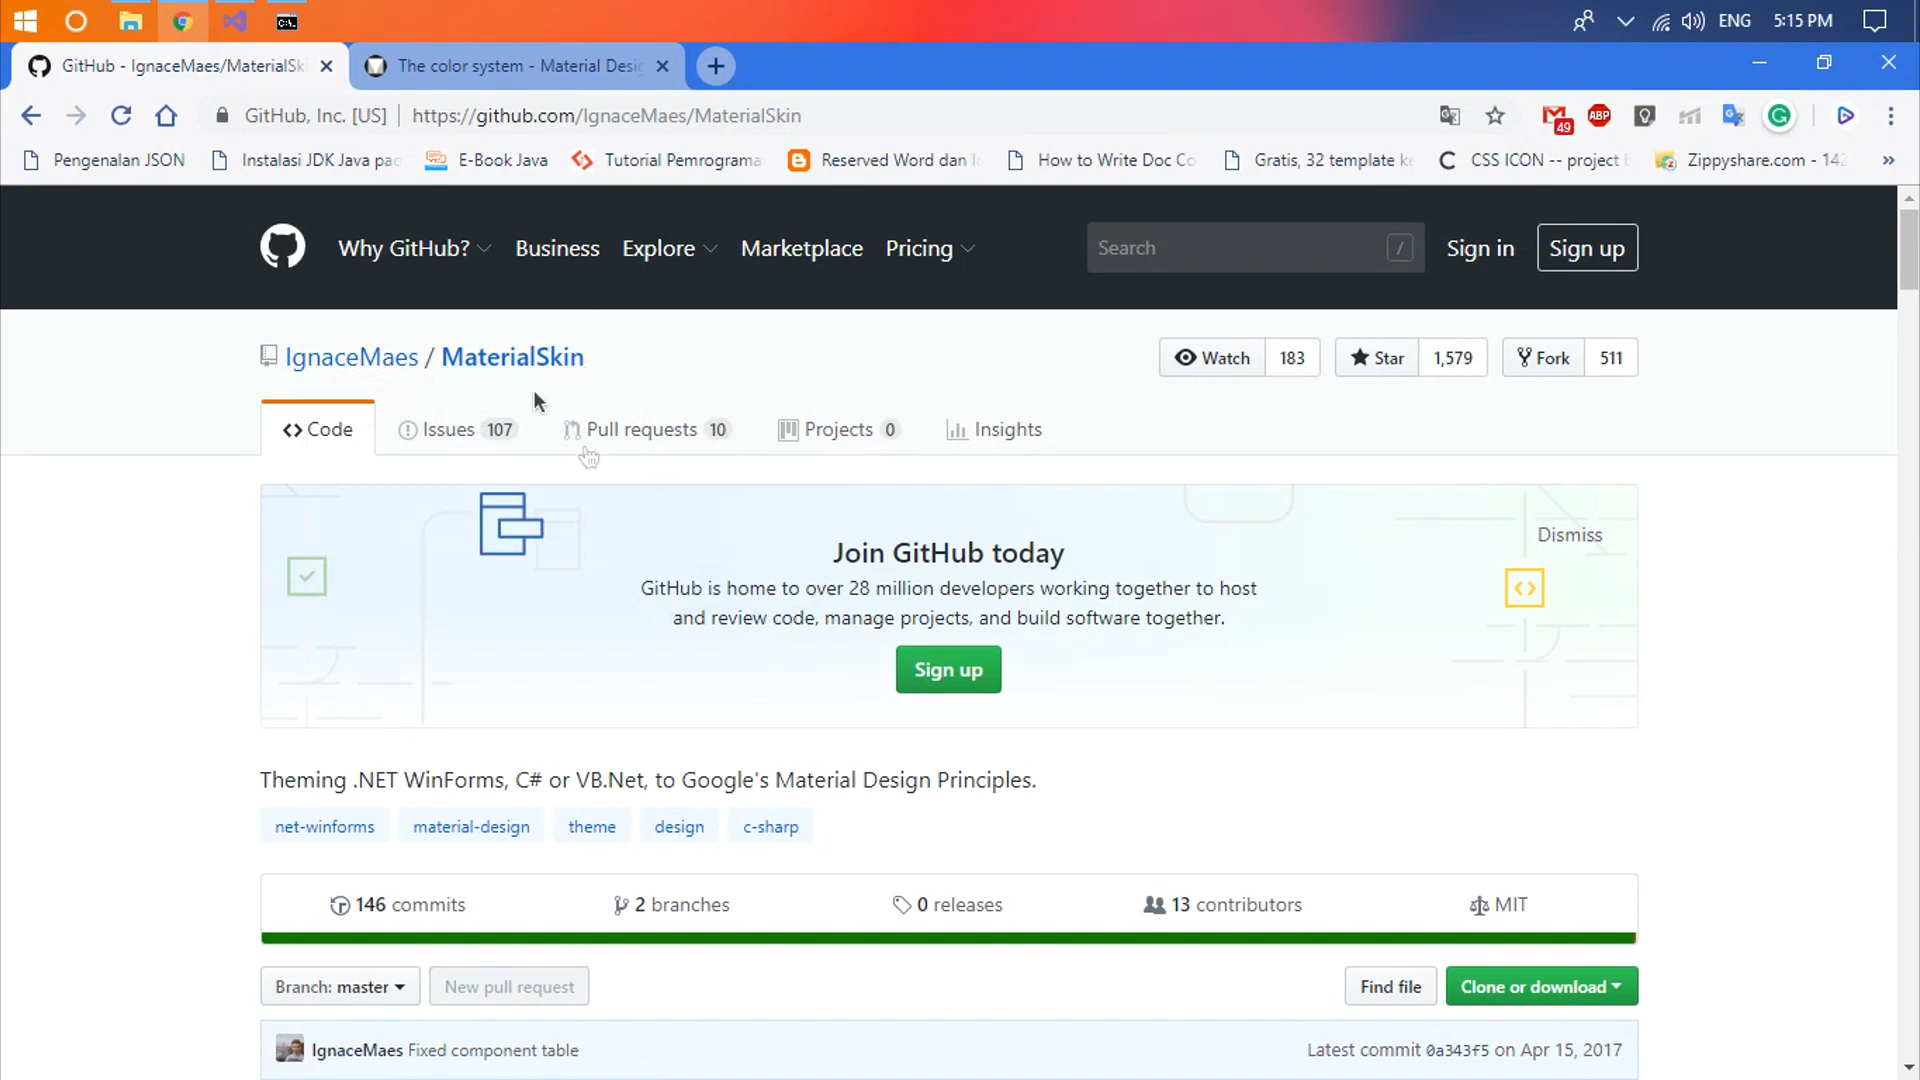 ENG 5:15 PM
GitHub - IgnaceMaes/MaterialSk
The color system - Material Desi
GitHub, Inc. [US] https://github.com/IgnaceMaes/MaterialSkin
49 ABP
Pengenalan JSON Instalasi JDK Java pac E-Book Java Tutorial Pemrograma Reserved Word dan How to Write Doc Co Gratis, 32 template ke CSS ICON -- project Zippyshare.com - 142 »
Why GitHub? Business Explore Marketplace Pricing Search / Sign in Sign up
IgnaceMaes / MaterialSkin Watch 183 Star 1,579 Fork 511
Code Issues 107 Pull requests 10 Projects 0 Insights
Dismiss
Join GitHub today
GitHub is home to over 28 million developers working together to host
and review code, manage projects, and build software together.
Sign up
Theming .NET WinForms, C# or VB.Net, to Google's Material Design Principles.
net-winforms material-design theme design c-sharp
146 commits 2 branches 0 releases 13 contributors MIT
Branch: master New pull request Find file Clone or download
IgnaceMaes Fixed component table Latest commit 0a343f5 on Apr 15, 2017